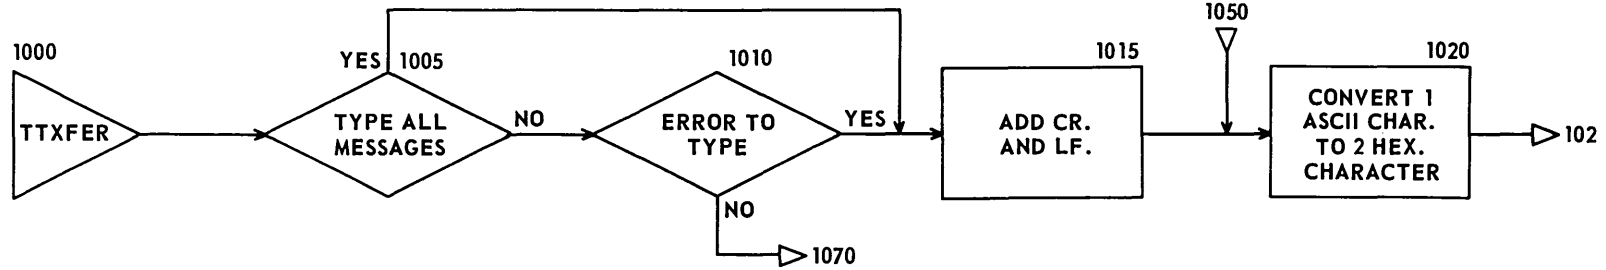 1000
TTXFER
YES
1005
TYPE ALL
MESSAGES
NO
1010
ERROR TO
TYPE
YES
NO
1070
1015
ADD CR.
AND LF.
1050
1020
CONVERT 1
ASCII CHAR.
TO 2 HEX.
CHARACTER
102